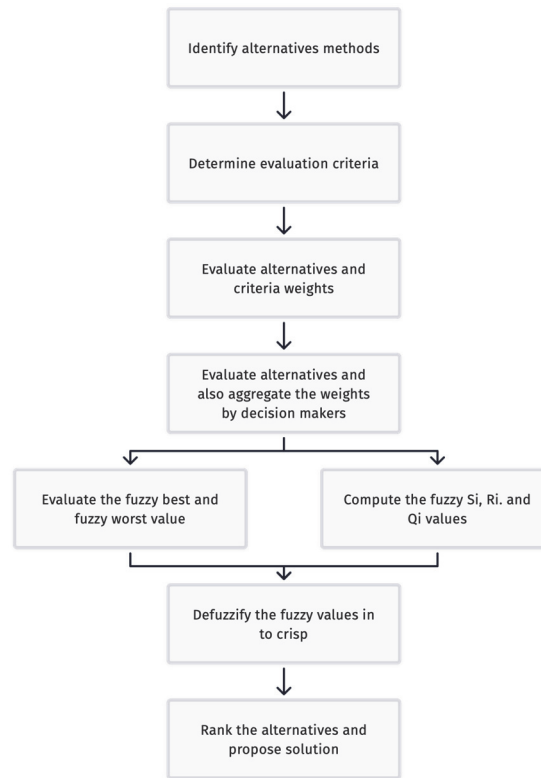 Identify alternatives methods
Determine evaluation criteria
Evaluate alternatives and
criteria weights
Evaluate alternatives and
also aggregate the weights
by decision makers
Evaluate the fuzzy best and
fuzzy worst value
Compute the fuzzy Si, Ri. and
Qi values
Defuzzify the fuzzy values in
to crisp
Rank the alternatives and
propose solution